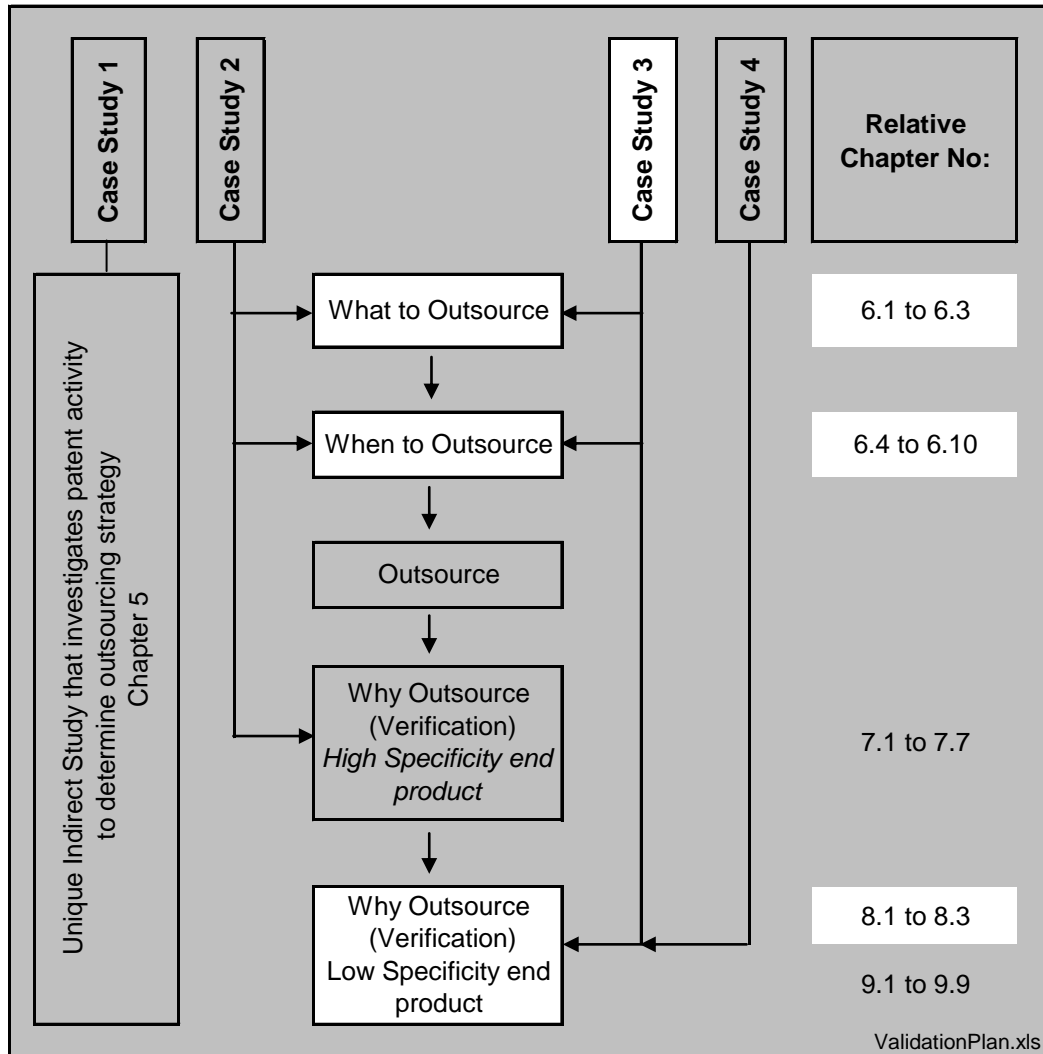 Case Study 1
Case Study 2
Case Study 3
Case Study 4
Relative
Chapter No:
Unique Indirect Study that investigates patent activity
to determine outsourcing strategy
Chapter 5
What to Outsource
6.1 to 6.3
When to Outsource
6.4 to 6.10
Outsource
Why Outsource
(Verification)
High Specificity end
product
7.1 to 7.7
Why Outsource
(Verification)
Low Specificity end
product
8.1 to 8.3
9.1 to 9.9
ValidationPlan.xls